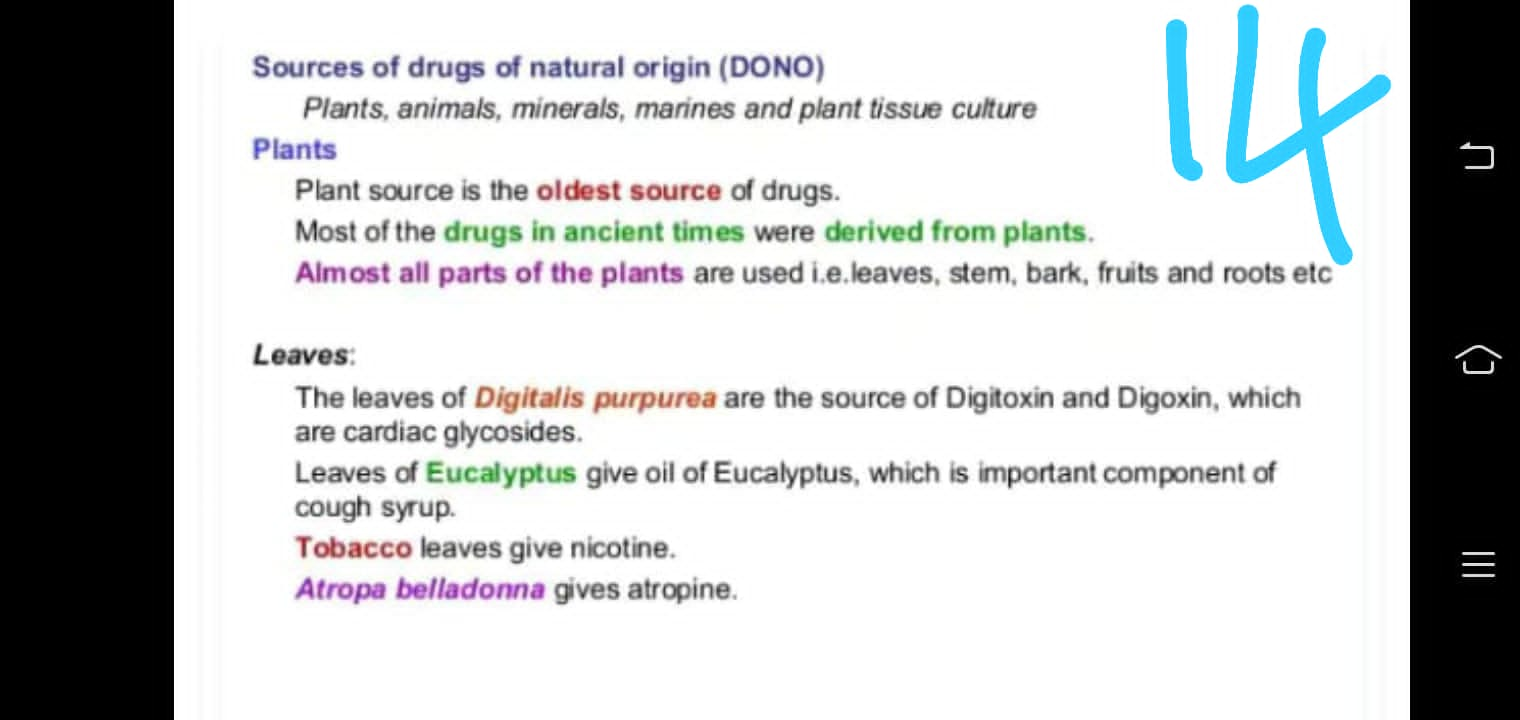 14
Sources of drugs of natural origin (DONO)
Plants, animals, minerals, marines and plant tissue culture
Plants
Plant source is the oldest source of drugs.
Most of the drugs in ancient times were derived from plants.
Almost all parts of the plants are used i.e.leaves, stem, bark, fruits and roots etc
Leaves:
The leaves of Digitalis purpurea are the source of Digitoxin and Digoxin, which
are cardiac glycosides.
Leaves of Eucalyptus give oil of Eucalyptus, which is important component of
cough syrup.
Tobacco leaves give nicotine.
Atropa belladonna gives atropine.